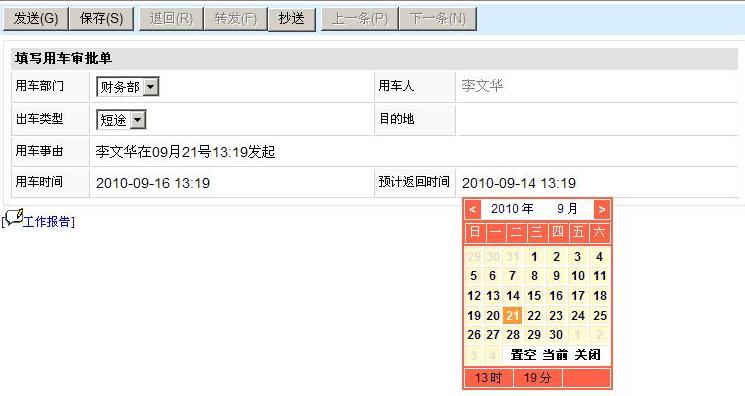 发送(G) 保存(S) 退回(R) 转发(F) 抄送 上一条(P) 下一条(N)
填写用车审批单
用车部门 财务部 用车人 李文华
出车类型 短途 目的地
用车事由 李文华在09月21号13:19发起
用车时间 2010-09-16 13:19 预计返回时间 2010-09-14 13:19
[工作报告]
< 2010 年 9 月 >
日 一 二 三 四 五 六
29 30 31 1 2 3 4
5 6 7 8 9 10 11
12 13 14 15 16 17 18
19 20 21 22 23 24 25
26 27 28 29 30 1 2
3 4 置空 当前 关闭
13 时 19 分